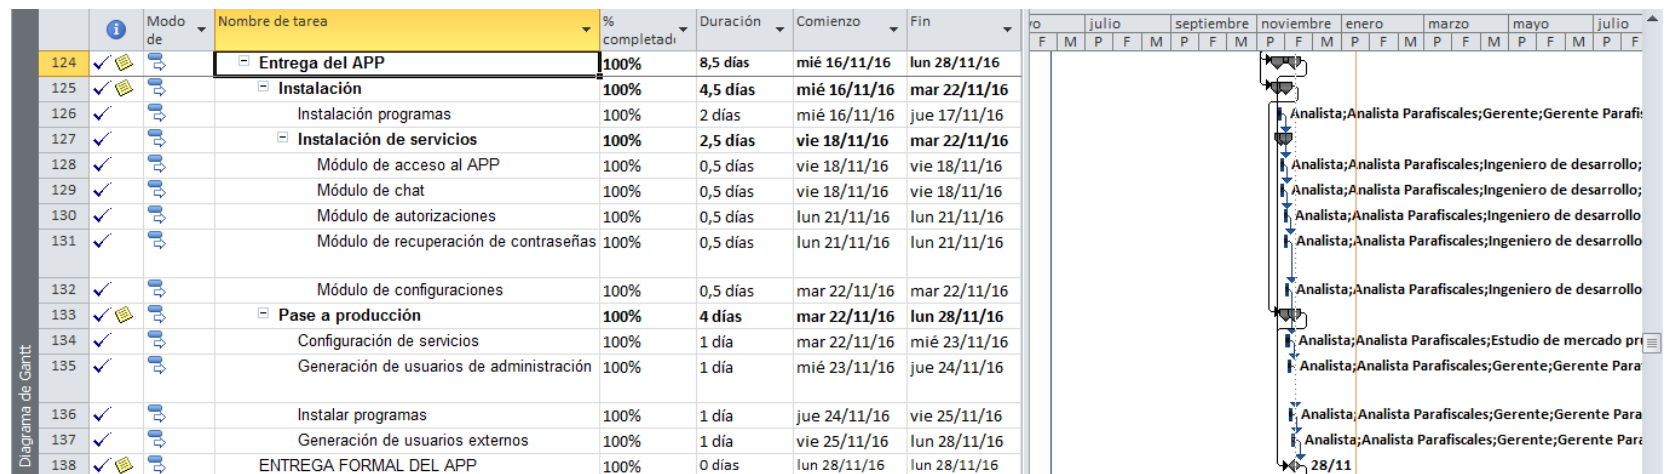 Modo de Nombre de tarea % completado Duración Comienzo Fin julio septiembre noviembre enero marzo mayo julio
F M P F M P F M P F M P F M P F M P F M P F
124 Entrega del APP 100% 8,5 días mié 16/11/16 lun 28/11/16
125 Instalación 100% 4,5 días mié 16/11/16 mar 22/11/16
126 Instalación programas 100% 2 días mié 16/11/16 jue 17/11/16 Analista;Analista Parafiscales;Gerente;Gerente Parafi
127 Instalación de servicios 100% 2,5 días vie 18/11/16 mar 22/11/16
128 Módulo de acceso al APP 100% 0,5 días vie 18/11/16 vie 18/11/16 Analista;Analista Parafiscales;Ingeniero de desarrollo;
129 Módulo de chat 100% 0,5 días vie 18/11/16 vie 18/11/16 Analista;Analista Parafiscales;Ingeniero de desarrollo;
130 Módulo de autorizaciones 100% 0,5 días lun 21/11/16 lun 21/11/16 Analista;Analista Parafiscales;Ingeniero de desarrollo
131 Módulo de recuperación de contraseñas 100% 0,5 días lun 21/11/16 lun 21/11/16 Analista;Analista Parafiscales;Ingeniero de desarrollo
132 Módulo de configuraciones 100% 0,5 días mar 22/11/16 mar 22/11/16 Analista;Analista Parafiscales;Ingeniero de desarrollo
133 Pase a producción 100% 4 días mar 22/11/16 lun 28/11/16
134 Configuración de servicios 100% 1 día mar 22/11/16 mié 23/11/16 Analista;Analista Parafiscales;Estudio de mercado pr
135 Generación de usuarios de administración 100% 1 día mié 23/11/16 jue 24/11/16 Analista;Analista Parafiscales;Gerente;Gerente Para
136 Instalar programas 100% 1 día jue 24/11/16 vie 25/11/16 Analista;Analista Parafiscales;Gerente;Gerente Para
137 Generación de usuarios externos 100% 1 día vie 25/11/16 lun 28/11/16 Analista;Analista Parafiscales;Gerente;Gerente Para
138 ENTREGA FORMAL DEL APP 100% 0 días lun 28/11/16 lun 28/11/16 28/11
Diagrama de Gantt